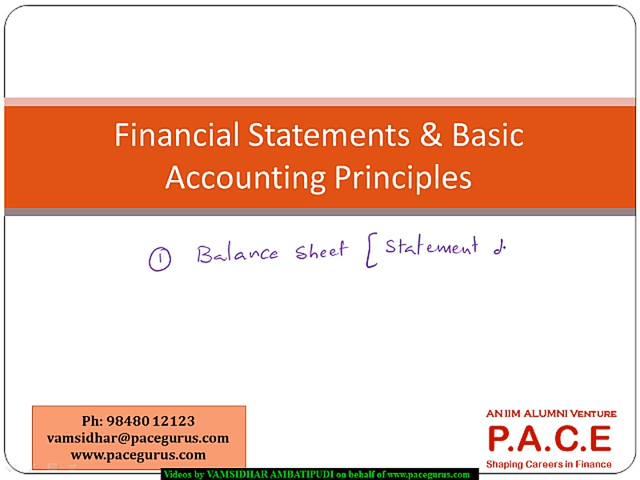 Financial Statements & Basic
Accounting Principles
① Balance Sheet [Statement
Ph: 98480 12123
vamsidhar@pacegurus.com
www.pacegurus.com
AN IIM ALUMNI VENTURE
P.A.C.E
Shaping Careers in Finance
Videos by VAMSIDHAR AMBATIPUDI on behalf of www.pacegurus.com